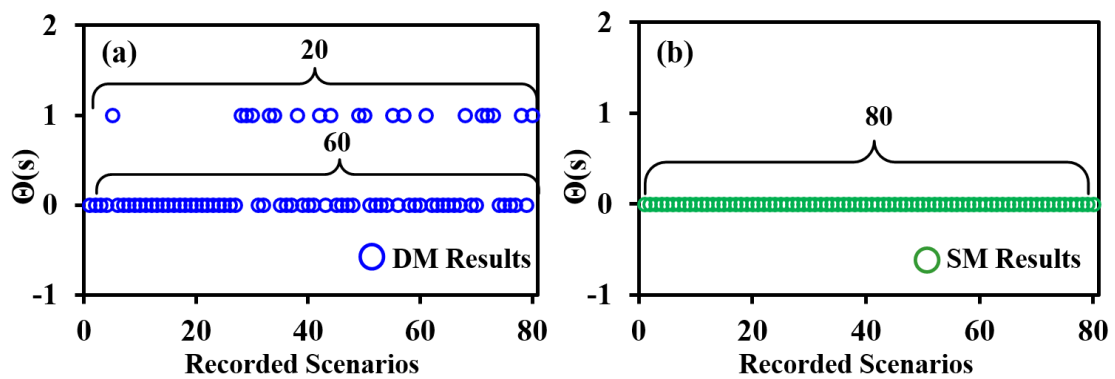 2
(a)
20
1
60
Θ(s)
0
DM Results
-1
0 20 40 60 80
Recorded Scenarios
2
(b)
80
1
Θ(s)
0
SM Results
-1
0 20 40 60 80
Recorded Scenarios